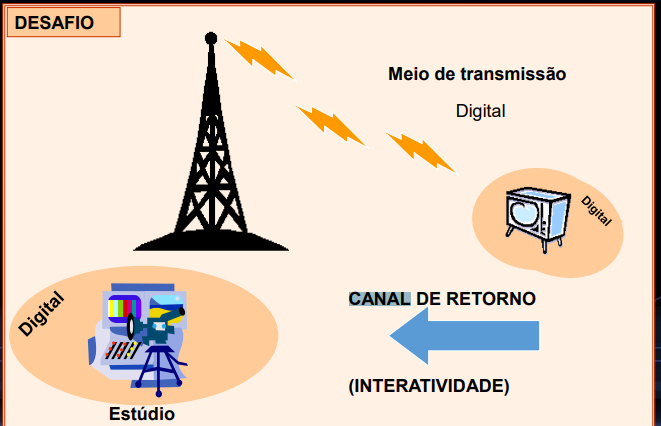 DESAFIO
Meio de transmissão
Digital
Digital
Digital
CANAL DE RETORNO
(INTERATIVIDADE)
Estúdio